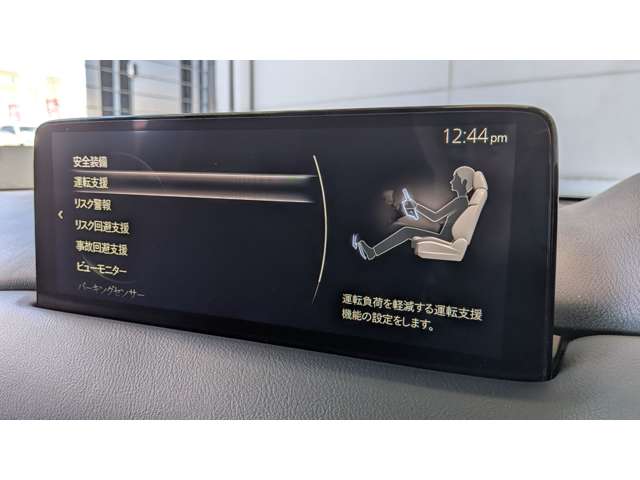 12:44pm
安全装備
運転支援
リスク警報
リスク回避支援
事故回避支援
ビューモニター
パーキングセンサー
運転負荷を軽減する運転支援
機能の設定をします。